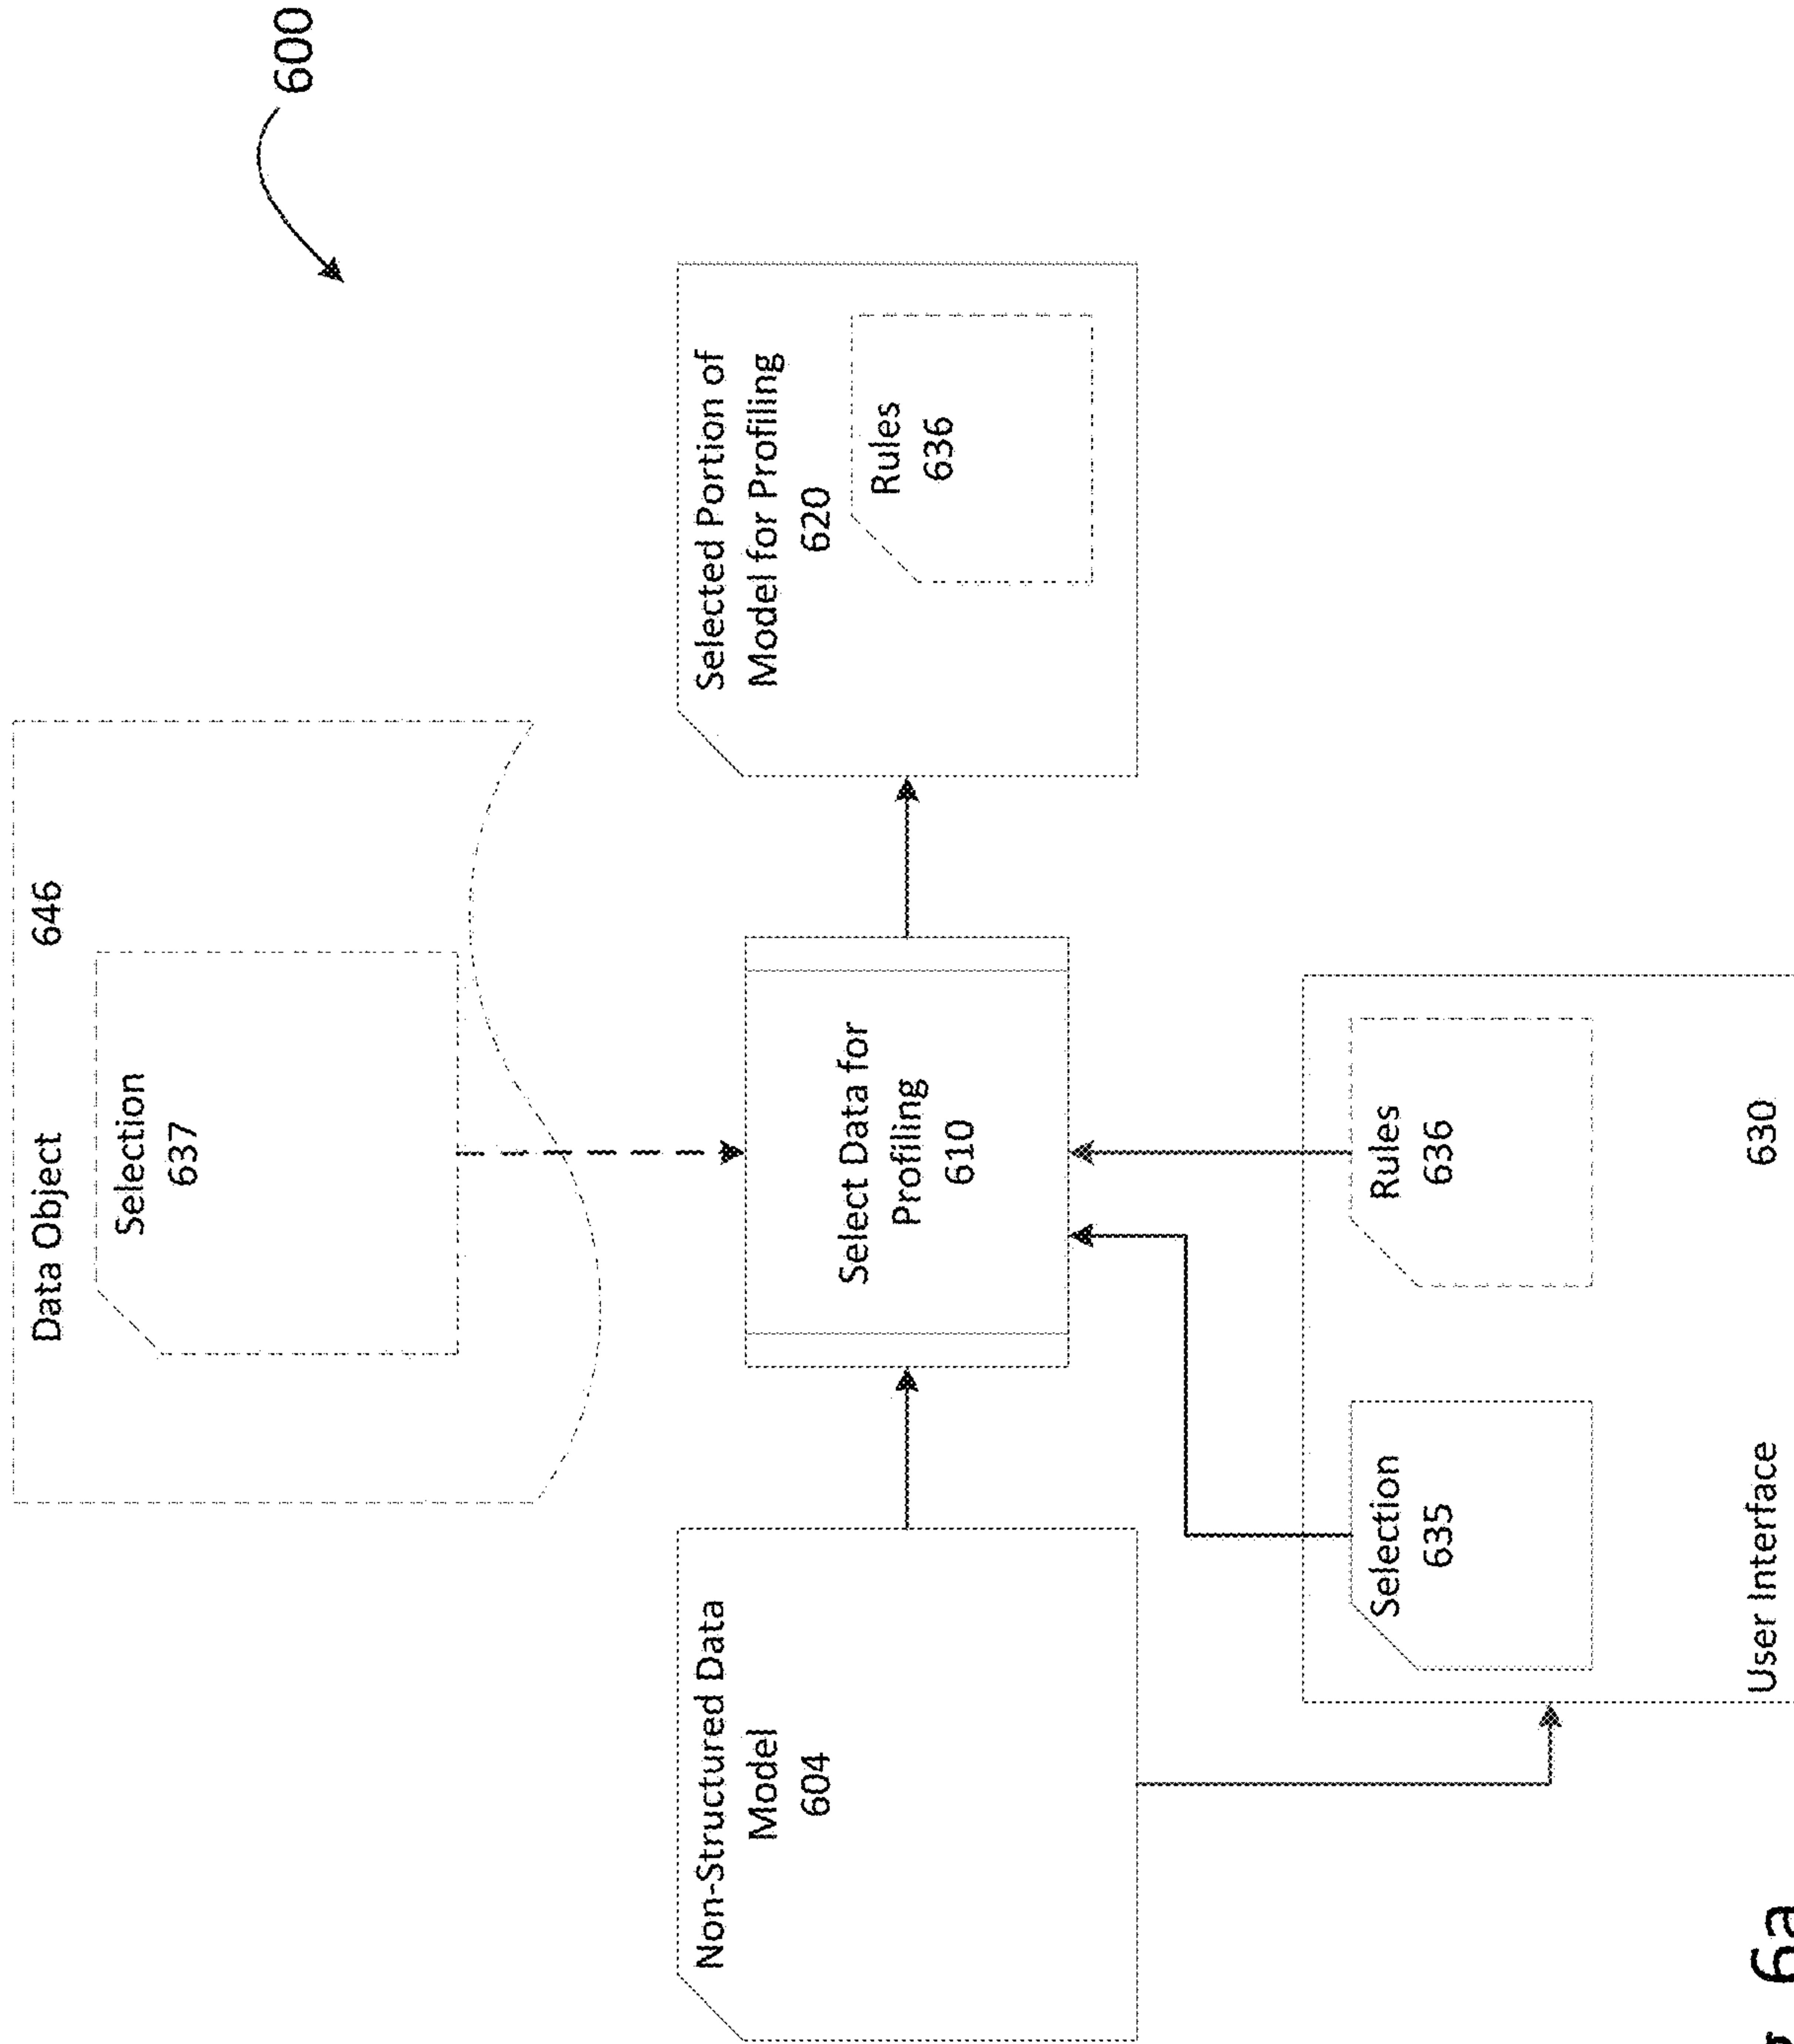 600
Data Object
646
Selection
637
Non-Structured Data
Model
604
Select Data for
Profiling
610
Selected Portion of
Model for Profiling
620
Rules
636
Selection
635
Rules
636
User Interface
630
6a